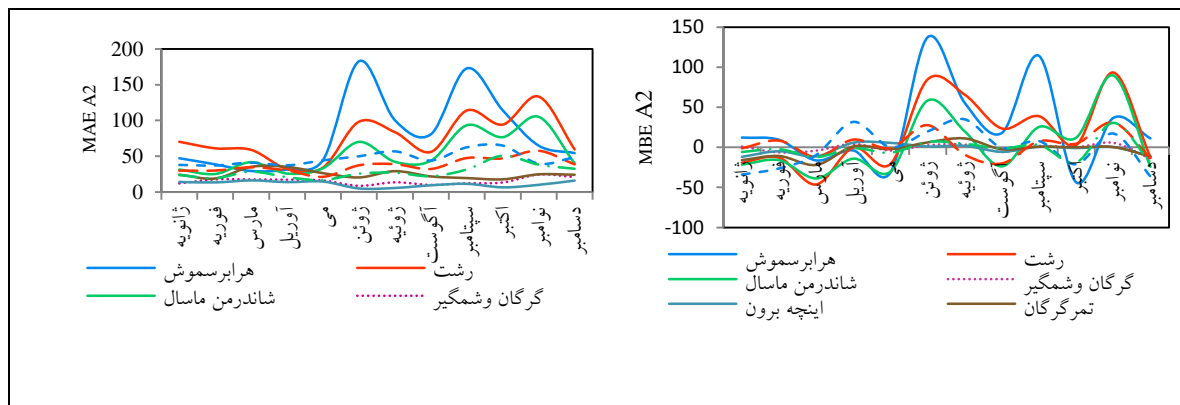 MAE A2
200
150
100
50
0
ژانویه
فوریه
مارس
آوریل
می
ژوئن
ژوئیه
آگوست
سپتامبر
اکتبر
نوامبر
دسامبر
هرابرسموش
رشت
شاندرمن ماسال
گرگان وشمگیر
MBE A2
150
100
50
0
-50
-100
ژانویه
فوریه
مارس
آوریل
می
ژوئن
ژوئیه
آگوست
سپتامبر
اکتبر
نوامبر
دسامبر
هرابرسموش
رشت
شاندرمن ماسال
گرگان وشمگیر
اینچه برون
تمرگرگان